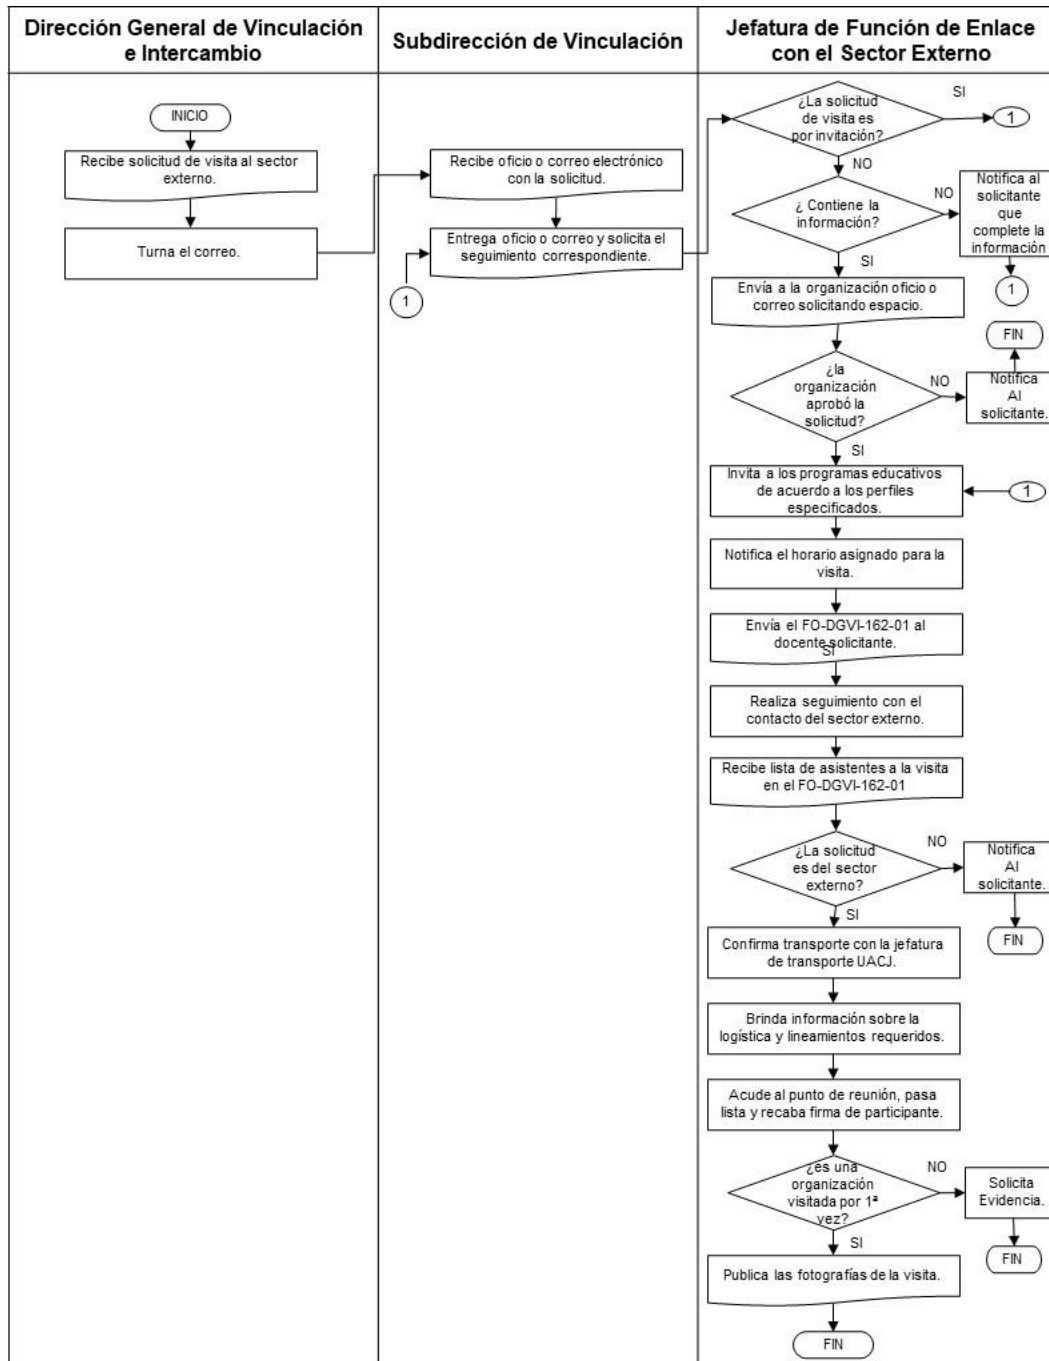 Dirección General de Vinculación
e Intercambio
Subdirección de Vinculación
Jefatura de Función de Enlace
con el Sector Externo
INICIO
Recibe solicitud de visita al sector
externo.
Turna el correo.
Recibe oficio o correo electrónico
con la solicitud.
Entrega oficio o correo y solicita el
seguimiento correspondiente.
1
¿La solicitud
de visita es
por invitación?
SI
1
NO
¿ Contiene la
información?
NO
Notifica al
solicitante
que
complete la
información
1
SI
Envía a la organización oficio o
correo solicitando espacio.
¿la
organización
aprobó la
solicitud?
NO
Notifica
Al
solicitante.
FIN
SI
Invita a los programas educativos
de acuerdo a los perfiles
especificados.
1
Notifica el horario asignado para la
visita.
Envía el FO-DGVI-162-01 al
docente solicitante.
SI
Realiza seguimiento con el
contacto del sector externo.
Recibe lista de asistentes a la visita
en el FO-DGVI-162-01
¿La solicitud
es del sector
externo?
NO
Notifica
Al
solicitante.
FIN
SI
Confirma transporte con la jefatura
de transporte UACJ.
Brinda información sobre la
logística y lineamientos requeridos.
Acude al punto de reunión, pasa
lista y recaba firma de participante.
¿es una
organización
visitada por 1ª
vez?
NO
Solicita
Evidencia.
FIN
SI
Publica las fotografías de la visita.
FIN